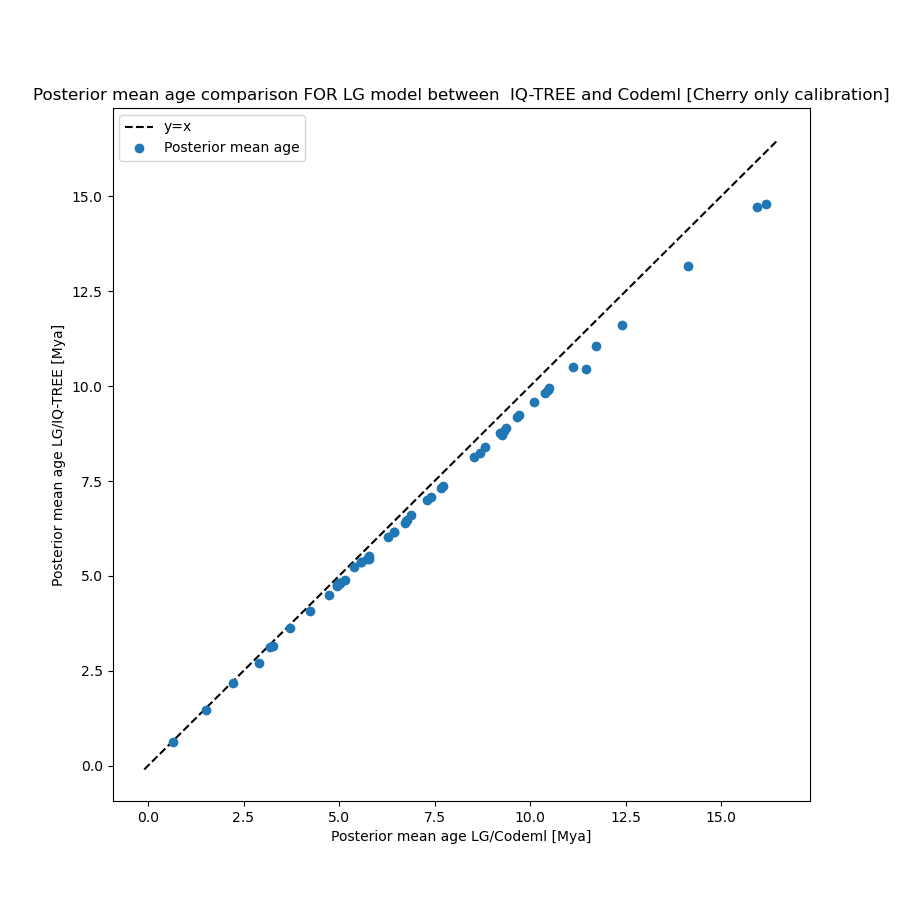 Posterior mean age comparison FOR LG model between  IQ-TREE and Codeml [Cherry only calibration]
y=x
Posterior mean age
15.0
12.5
10.0
7.5
5.0
2.5
0.0
Posterior mean age LG/IQ-TREE [Mya]
0.0 2.5 5.0 7.5 10.0 12.5 15.0
Posterior mean age LG/Codeml [Mya]